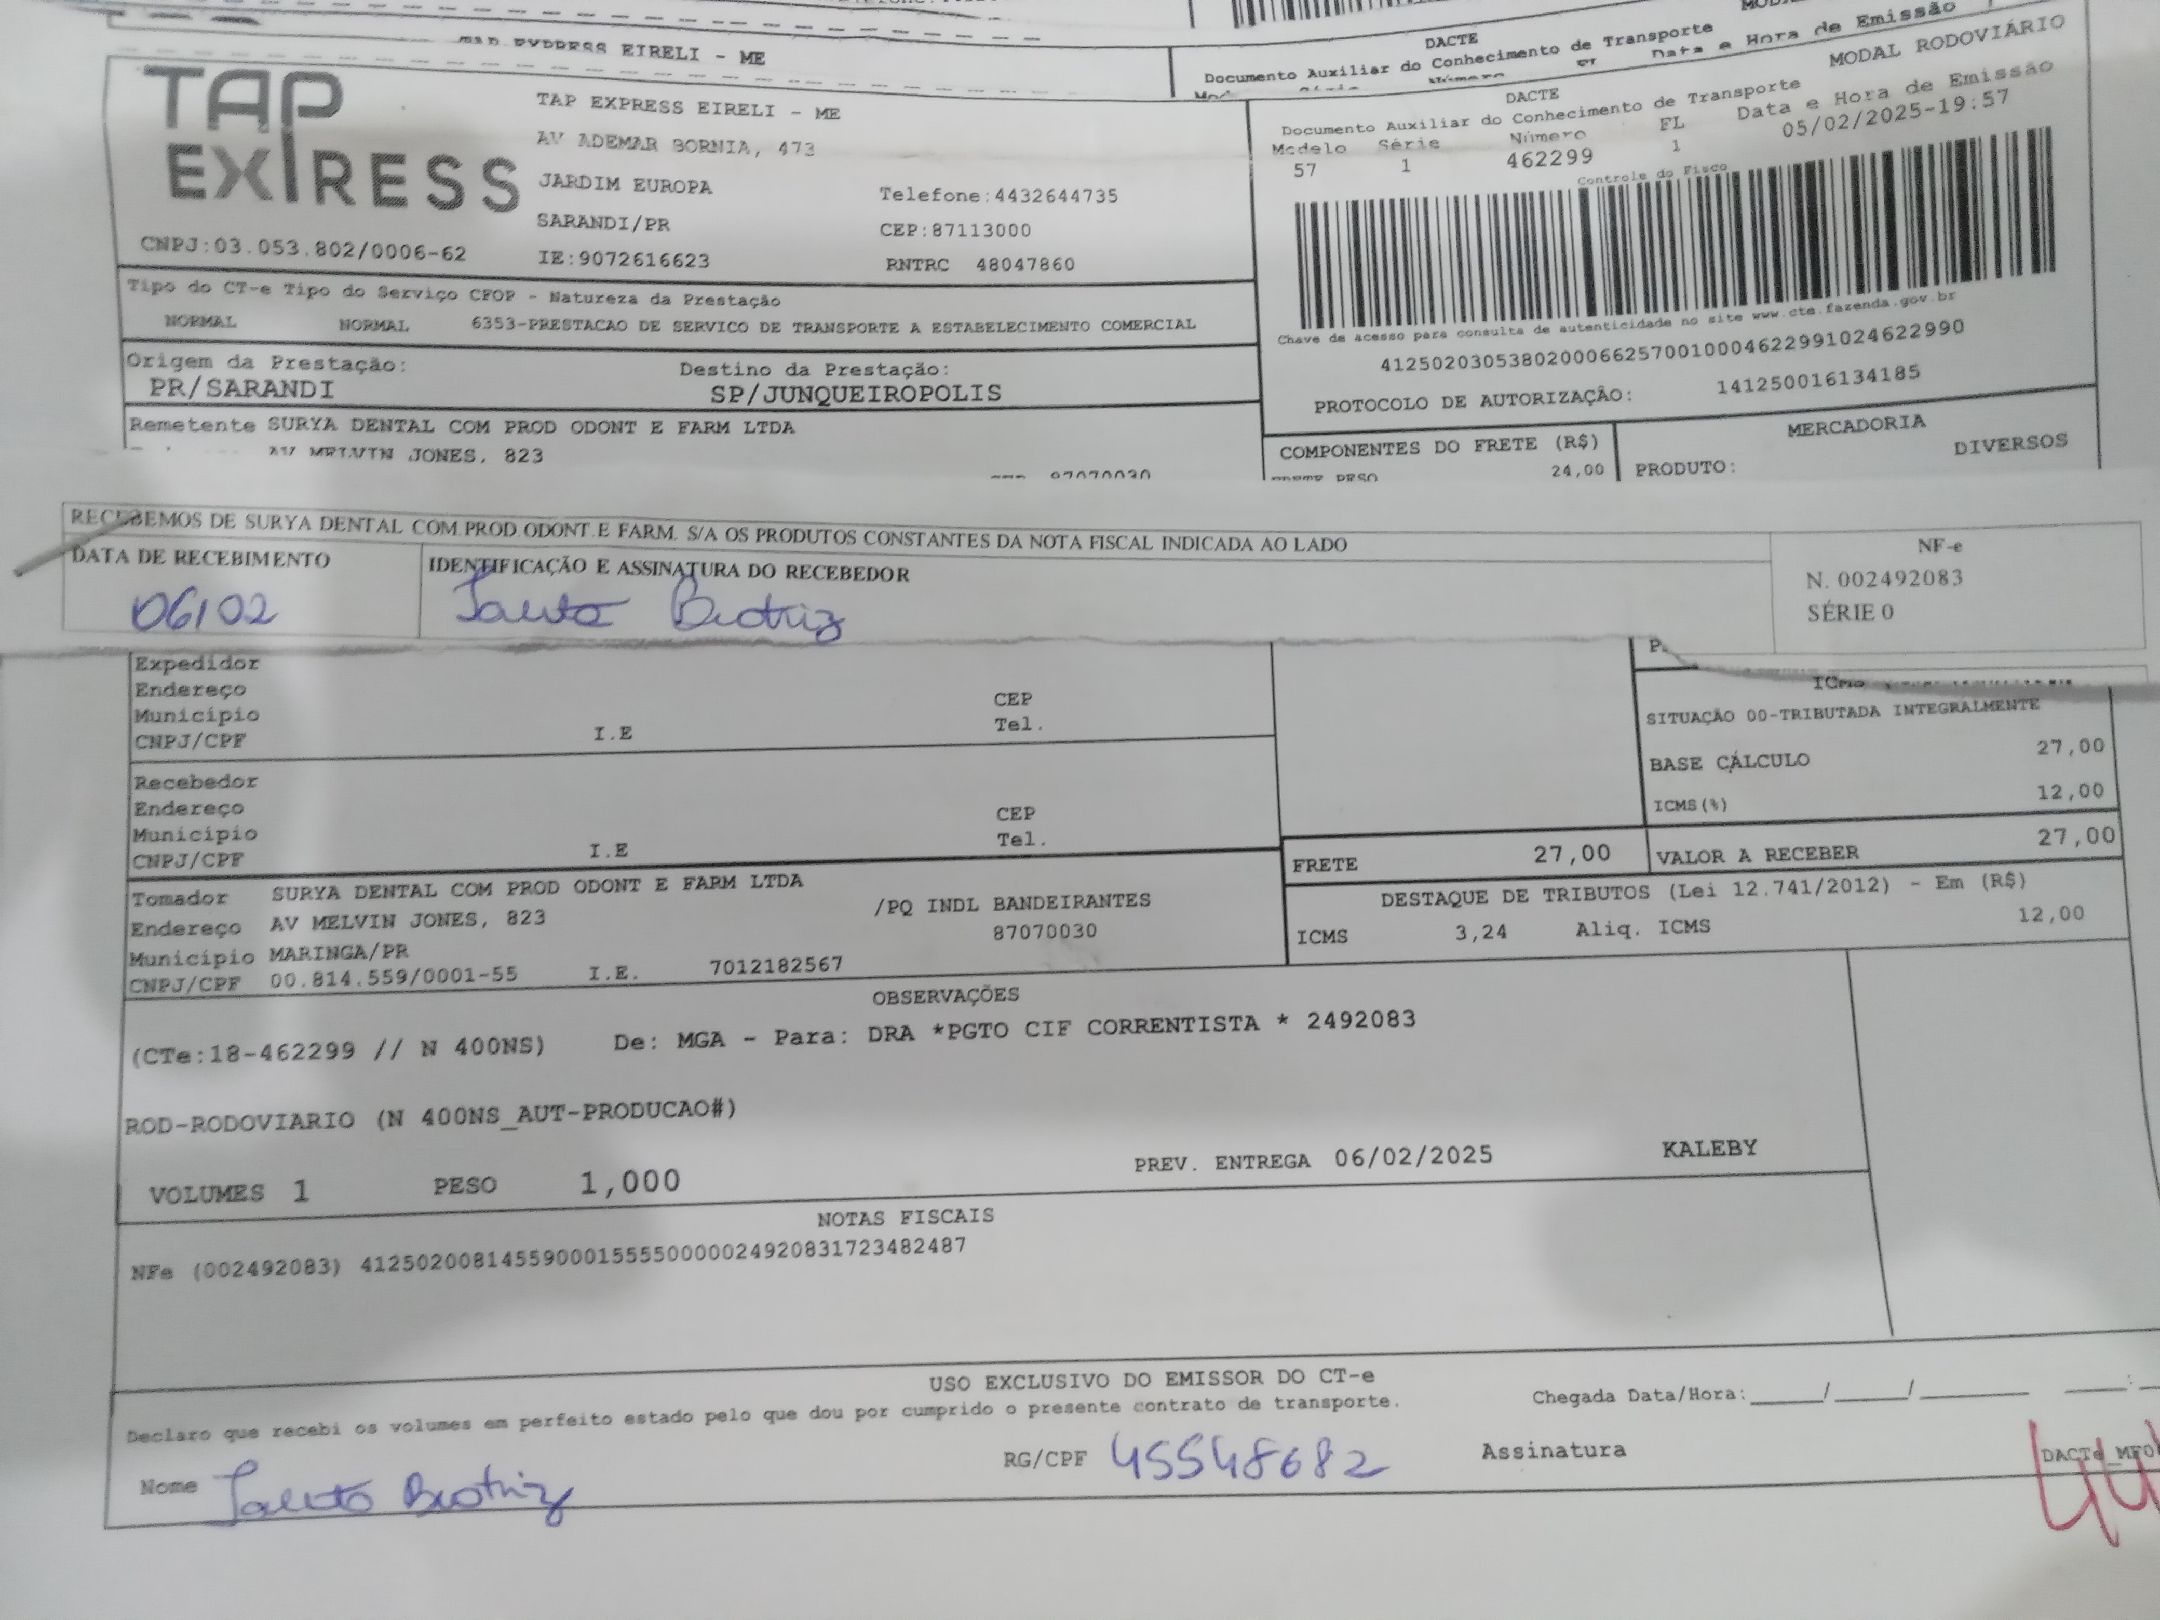 TAP EXPRESS EIRELI - ME
DACTE
Documento Auxiliar do Conhecimento de Transporte
Data e Hora de Emissão
TAP EXPRESS
TAP EXPRESS EIRELI - ME
AV ADEMAR BORNIA, 473
JARDIM EUROPA
Telefone:4432644735
SARANDI/PR
CEP:87113000
CNPJ:03.053.802/0006-62
IE:9072616623
RNTRC 48047860
DACTE
MODAL RODOVIÁRIO
Documento Auxiliar do Conhecimento de Transporte
Modelo Série Número FL Data e Hora de Emissão
57 1 462299 1 05/02/2025-19:57
Controle do Fisco
Chave de acesso para consulta de autenticidade no site www.cte.fazenda.gov.br
41250203053802000662570010004622991024622990
PROTOCOLO DE AUTORIZAÇÃO: 141250016134185
Tipo do CT-e Tipo do Serviço CFOP - Natureza da Prestação
NORMAL NORMAL 6353-PRESTACAO DE SERVICO DE TRANSPORTE A ESTABELECIMENTO COMERCIAL
Origem da Prestação: Destino da Prestação:
PR/SARANDI SP/JUNQUEIROPOLIS
Remetente SURYA DENTAL COM PROD ODONT E FARM LTDA
AV MELVIN JONES, 823
87070030
COMPONENTES DO FRETE (R$)
FRETE PESO 24,00
MERCADORIA
PRODUTO: DIVERSOS
RECEBEMOS DE SURYA DENTAL COM PROD ODONT E FARM. S/A OS PRODUTOS CONSTANTES DA NOTA FISCAL INDICADA AO LADO
DATA DE RECEBIMENTO
IDENTIFICAÇÃO E ASSINATURA DO RECEBEDOR
06/02
Beatriz
NF-e
N. 002492083
SÉRIE 0
Expedidor
Endereço CEP
Município Tel.
CNPJ/CPF I.E
Recebedor
Endereço CEP
Município Tel.
CNPJ/CPF I.E
SITUAÇÃO 00-TRIBUTADA INTEGRALMENTE
BASE CÁLCULO 27,00
ICMS(%) 12,00
FRETE 27,00 VALOR A RECEBER 27,00
DESTAQUE DE TRIBUTOS (Lei 12.741/2012) - Em (R$)
ICMS 3,24 Aliq. ICMS 12,00
Tomador SURYA DENTAL COM PROD ODONT E FARM LTDA
Endereço AV MELVIN JONES, 823 /PQ INDL BANDEIRANTES
Município MARINGA/PR 87070030
CNPJ/CPF 00.814.559/0001-55 I.E. 7012182567
OBSERVAÇÕES
(CTe:18-462299 // N 400NS) De: MGA - Para: DRA *PGTO CIF CORRENTISTA * 2492083
ROD-RODOVIARIO (N 400NS_AUT-PRODUCAO#)
VOLUMES 1 PESO 1,000 PREV. ENTREGA 06/02/2025 KALEBY
NOTAS FISCAIS
NFe (002492083) 41250200814559000155550000024920831723482487
USO EXCLUSIVO DO EMISSOR DO CT-e
Declaro que recebi os volumes em perfeito estado pelo que dou por cumprido o presente contrato de transporte.
Chegada Data/Hora:_____/_____/_______ ____:__
Nome Beatriz RG/CPF 45548682 Assinatura